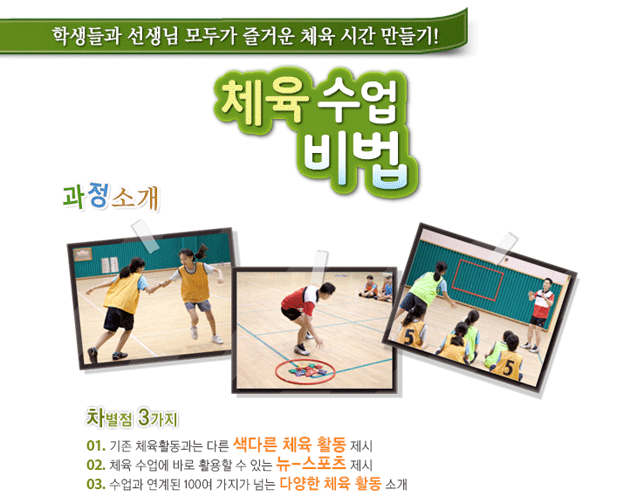 학생들과 선생님 모두가 즐거운 체육 시간 만들기!
체육 수업
비법
과정소개
5
5
차별점 3가지
01. 기존 체육활동과는 다른 색다른 체육 활동 제시
02. 체육 수업에 바로 활용할 수 있는 뉴-스포츠 제시
03. 수업과 연계된 100여 가지가 넘는 다양한 체육 활동 소개